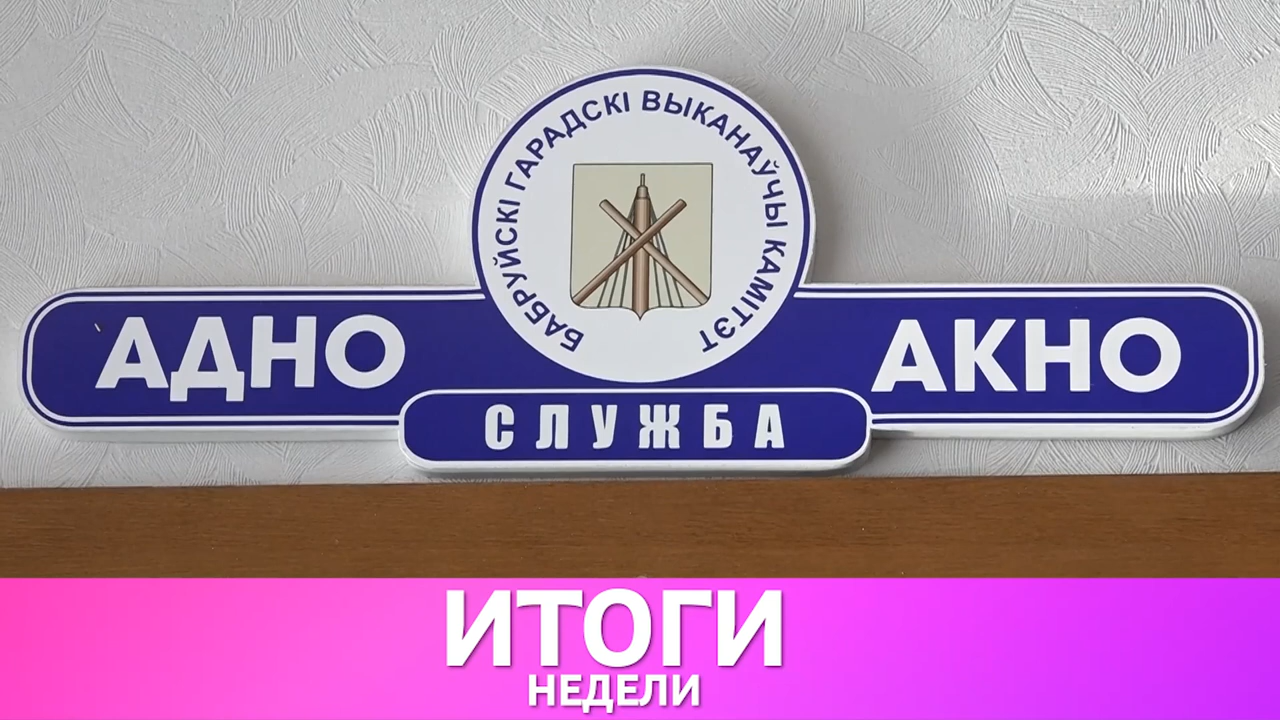 БАБРУЙСКІ ГАРАДСКІ ВЫКАНАЎЧЫ КАМІТЭТ
АДНО АКНО
СЛУЖБА
ИТОГИ
НЕДЕЛИ